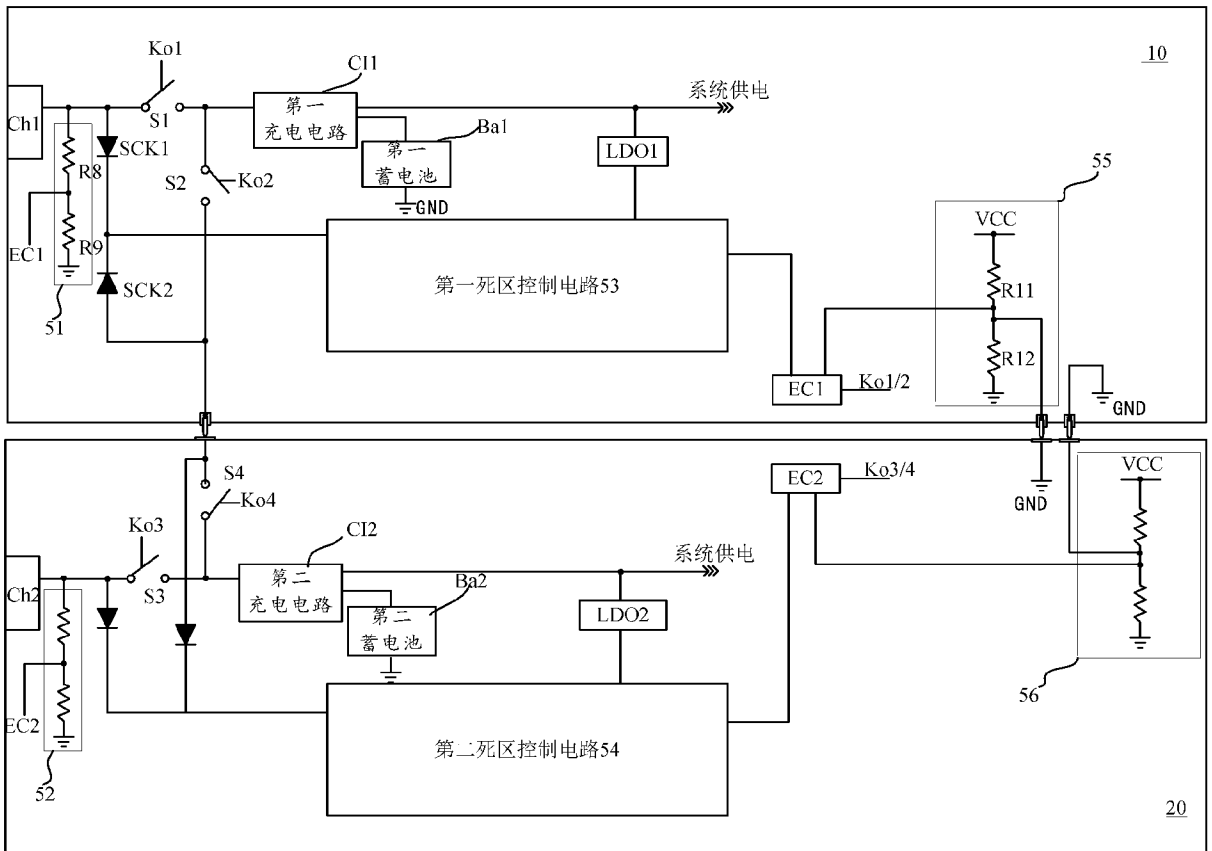 10
Ko1
CI1
系统供电
Ch1
S1
第一
充电电路
Ba1
SCK1
第一
蓄电池
LDO1
55
R8
S2
Ko2
GND
VCC
EC1
R9
第一死区控制电路53
R11
SCK2
51
R12
EC1
Ko1/2
GND
S4
EC2
Ko3/4
VCC
Ko4
GND
Ko3
CI2
系统供电
Ch2
S3
第二
充电电路
Ba2
第二
蓄电池
LDO2
56
EC2
第二死区控制电路54
52
20